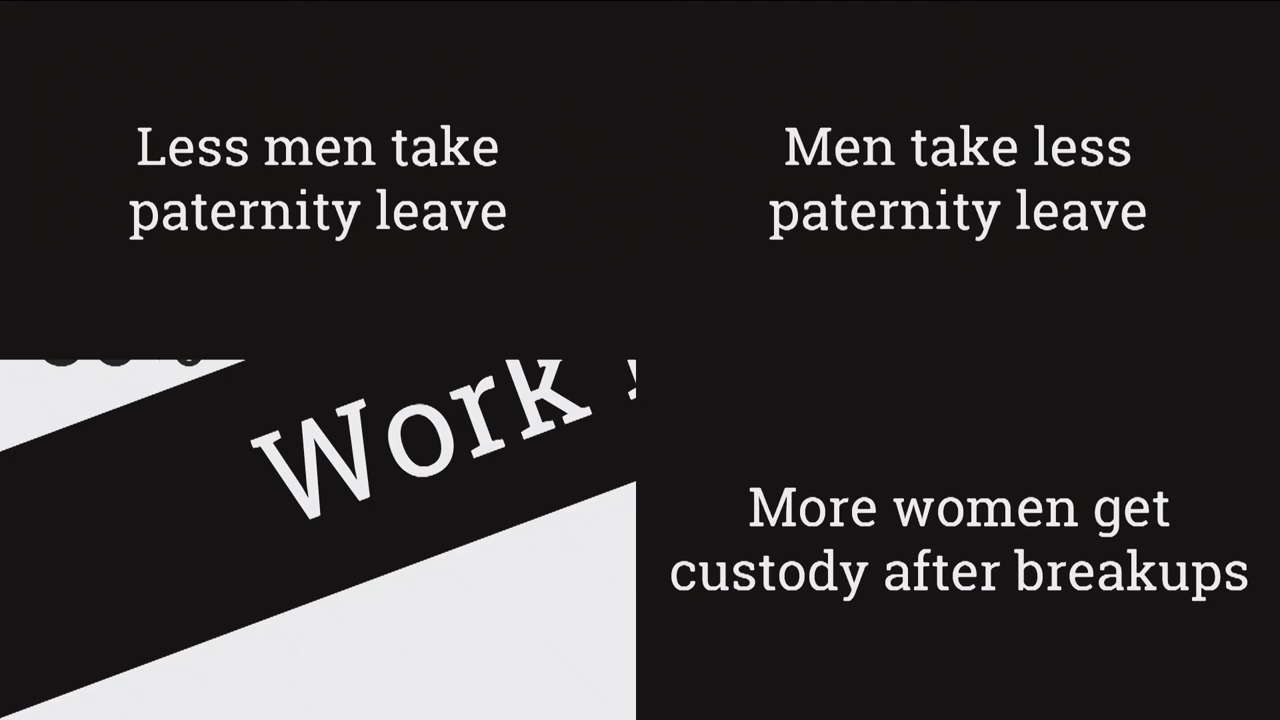 Less men take
paternity leave
Men take less
paternity leave
Work
More women get
custody after breakups